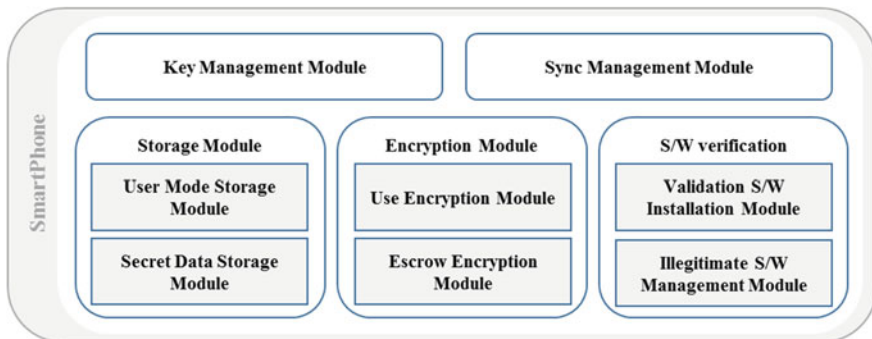 SmartPhone
Key Management Module
Sync Management Module
Storage Module
User Mode Storage
Module
Secret Data Storage
Module
Encryption Module
Use Encryption Module
Escrow Encryption
Module
S/W verification
Validation S/W
Installation Module
Illegitimate S/W
Management Module